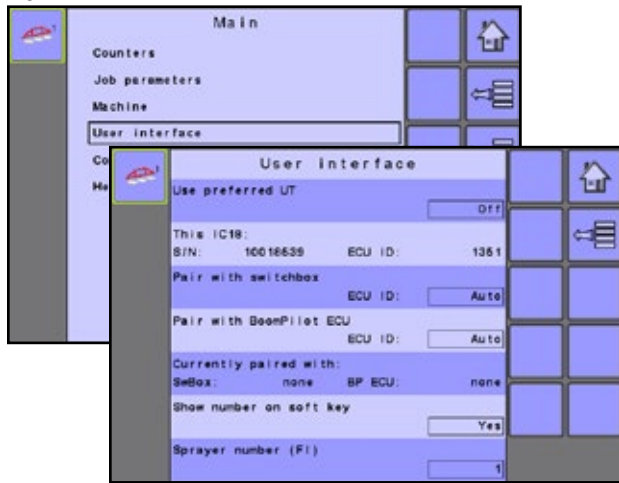 Main
Counters
Job parameters
Machine
User interface
Co
He
User interface
Use preferred UT
Off
This IC18:
S/N: 10018539 ECU ID: 1351
Pair with switchbox
ECU ID: Auto
Pair with BoomPilot ECU
ECU ID: Auto
Currently paired with:
SwBox: none BP ECU: none
Show number on soft key
Yes
Sprayer number (FI)
1